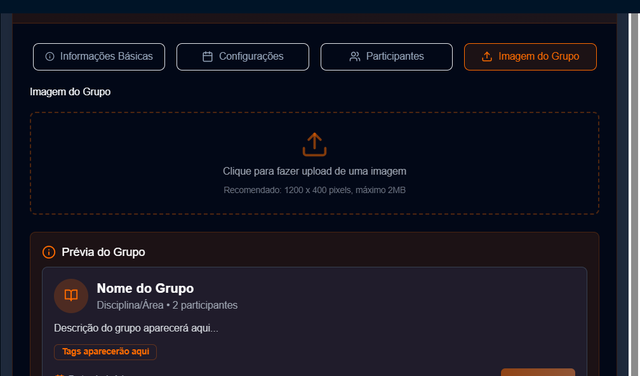 Informações Básicas
Configurações
Participantes
Imagem do Grupo
Imagem do Grupo
Clique para fazer upload de uma imagem
Recomendado: 1200 x 400 pixels, máximo 2MB
Prévia do Grupo
Nome do Grupo
Disciplina/Área • 2 participantes
Descrição do grupo aparecerá aqui...
Tags aparecerão aqui